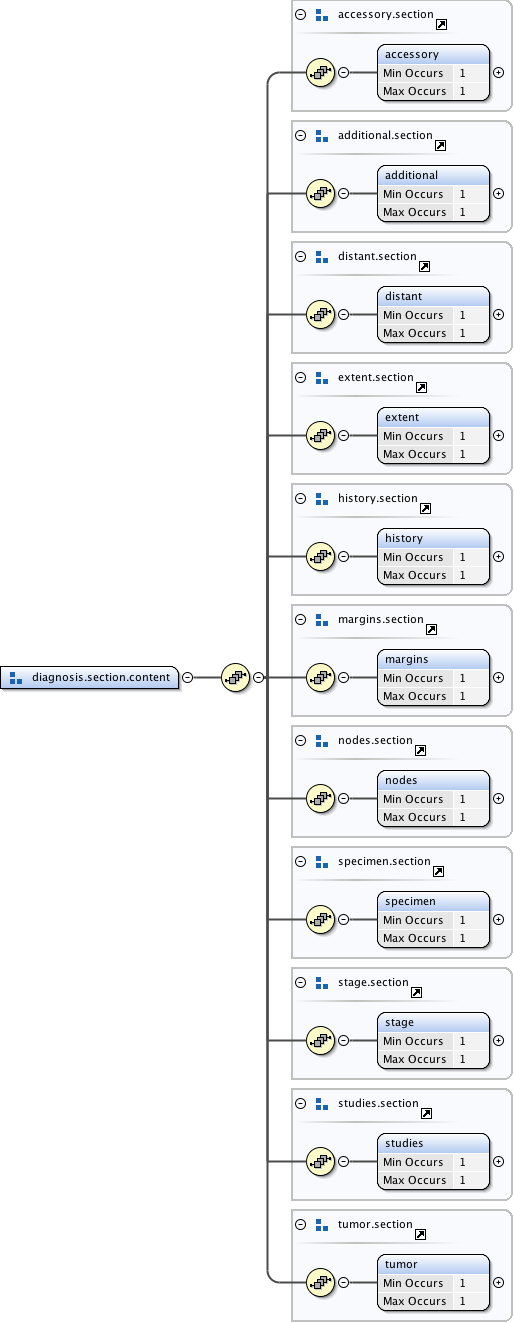 accessory.section
accessory
Min Occurs 1
Max Occurs 1
additional.section
additional
Min Occurs 1
Max Occurs 1
distant.section
distant
Min Occurs 1
Max Occurs 1
extent.section
extent
Min Occurs 1
Max Occurs 1
history.section
history
Min Occurs 1
Max Occurs 1
margins.section
diagnosis.section.content
margins
Min Occurs 1
Max Occurs 1
nodes.section
nodes
Min Occurs 1
Max Occurs 1
specimen.section
specimen
Min Occurs 1
Max Occurs 1
stage.section
stage
Min Occurs 1
Max Occurs 1
studies.section
studies
Min Occurs 1
Max Occurs 1
tumor.section
tumor
Min Occurs 1
Max Occurs 1